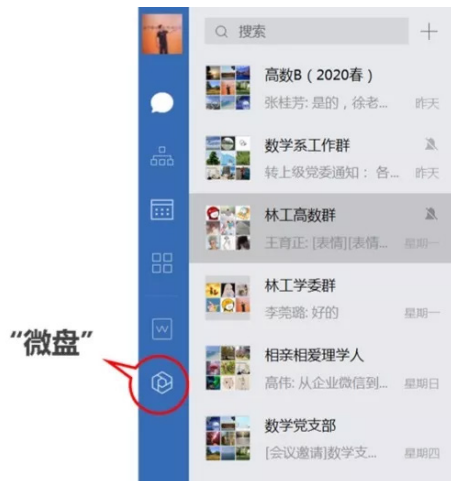 搜索
高数B（2020春）
张桂芳: 是的，徐老... 昨天
数学系工作群
转上级党委通知：各... 昨天
林工高数群
王育正: [表情][表情... 星期一
林工学委群
李莞璐: 好的 星期一
W
“微盘”
相亲相爱理学人
高伟: 从企业微信到... 星期日
数学党支部
[会议邀请]数学支... 星期四